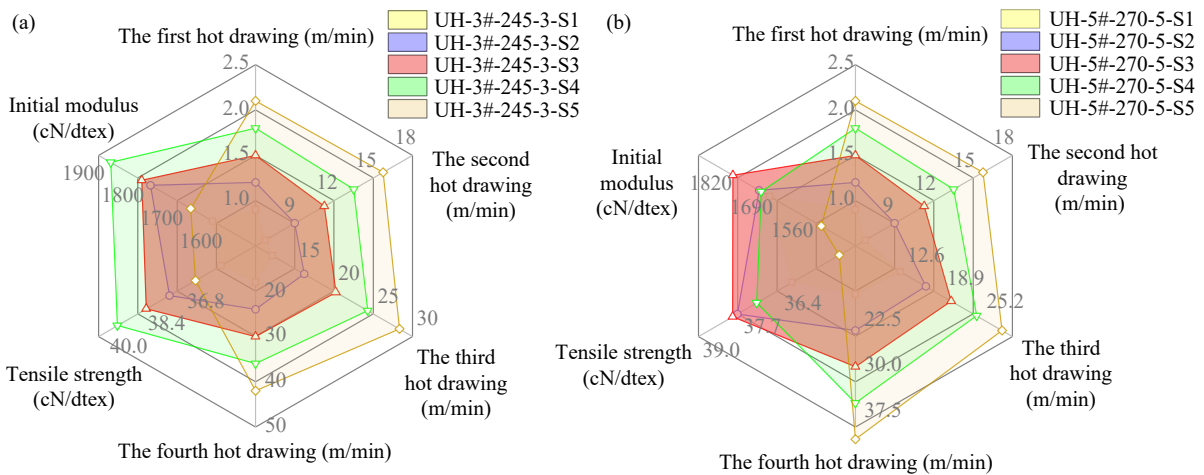 (a)
The first hot drawing (m/min)
UH-3#-245-3-S1
UH-3#-245-3-S2
UH-3#-245-3-S3
UH-3#-245-3-S4
UH-3#-245-3-S5
2.5
2.0
1.5
1.0
Initial modulus
(cN/dtex)
1900
1800
1700
1600
18
15
12
9
The second
hot drawing
(m/min)
15
20
25
30
The third
hot drawing
(m/min)
20
30
40
50
36.8
38.4
40.0
Tensile strength
(cN/dtex)
The fourth hot drawing (m/min)
(b)
The first hot drawing (m/min)
UH-5#-270-5-S1
UH-5#-270-5-S2
UH-5#-270-5-S3
UH-5#-270-5-S4
UH-5#-270-5-S5
2.5
2.0
1.5
1.0
Initial
modulus
(cN/dtex)
1820
1690
1560
18
15
12
9
The second hot
drawing
(m/min)
12.6
18.9
25.2
The third
hot drawing
(m/min)
22.5
30.0
37.5
36.4
37.7
39.0
Tensile strength
(cN/dtex)
The fourth hot drawing (m/min)